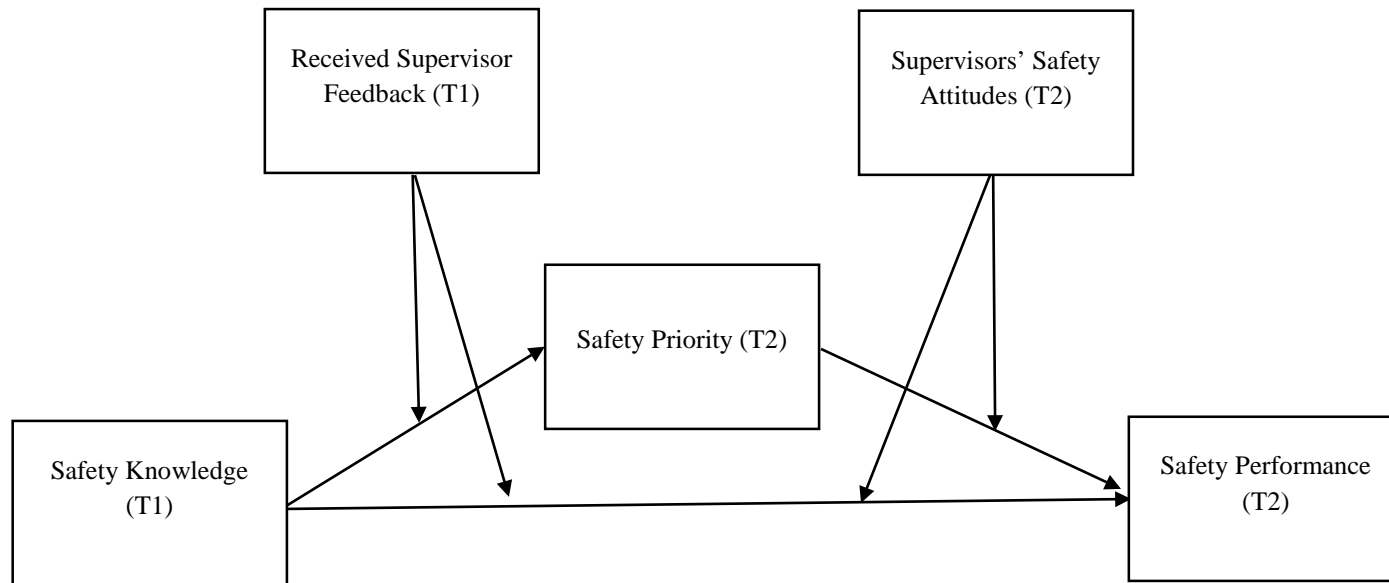 Received Supervisor
Feedback (T1)
Supervisors’ Safety
Attitudes (T2)
Safety Priority (T2)
Safety Knowledge
(T1)
Safety Performance
(T2)